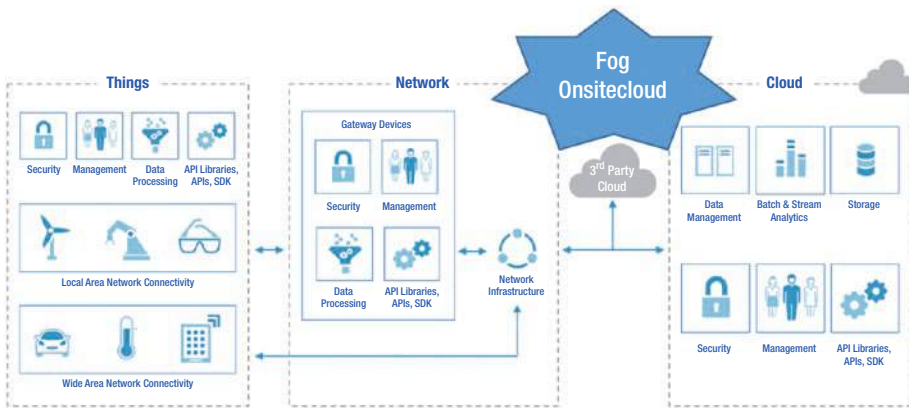 Things
Security
Management
Data
Processing
API Libraries,
APIs, SDK
Local Area Network Connectivity
Wide Area Network Connectivity
Network
Gateway Devices
Security
Management
Data
Processing
API Libraries,
APIs, SDK
Network
Infrastructure
Fog
Onsitecloud
3rd Party
Cloud
Cloud
Data
Management
Batch & Stream
Analytics
Storage
Security
Management
API Libraries,
APIs, SDK